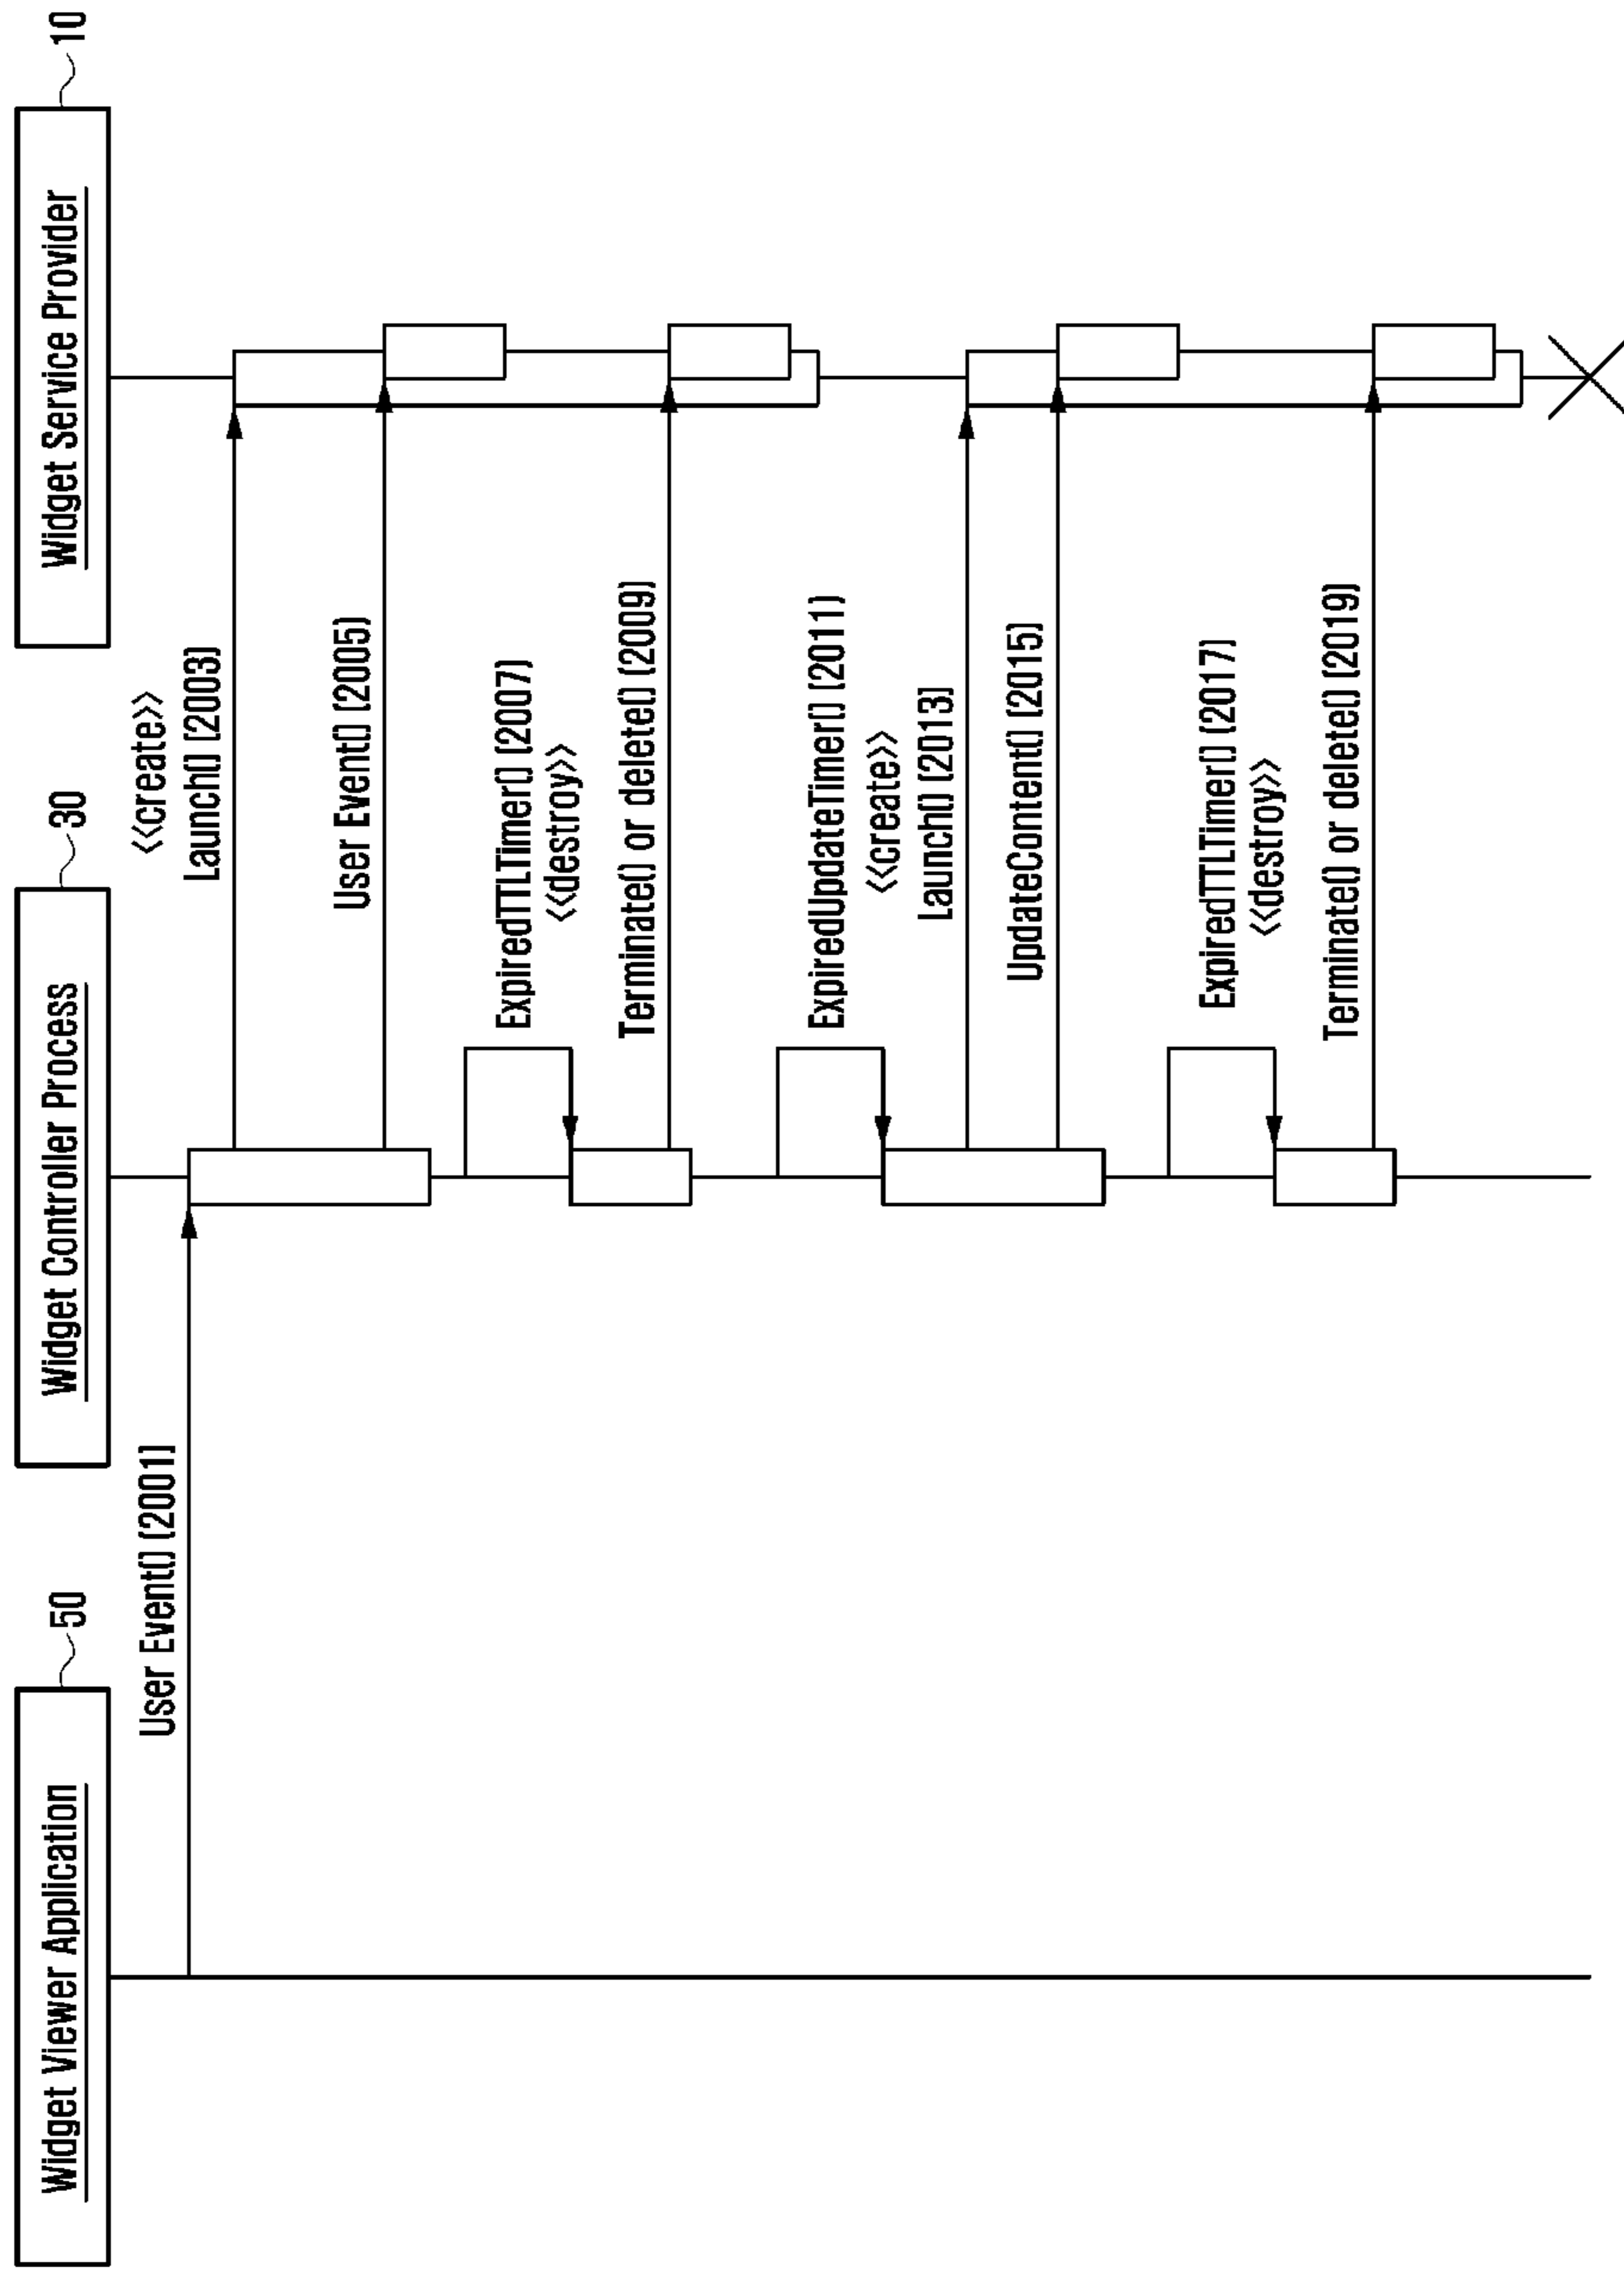 Widget Viewer Application
50
Widget Controller Process
30
Widget Service Provider
10
User Event() (2001)
<<create>>
Launch() (2003)
User Event() (2005)
ExpiredTTLTimer() (2007)
<<destroy>>
Terminate() or delete() (2009)
ExpiredUpdateTimer() (2011)
<<create>>
Launch() (2013)
UpdateContent() (2015)
ExpiredTTLTimer() (2017)
<<destroy>>
Terminate() or delete() (2019)